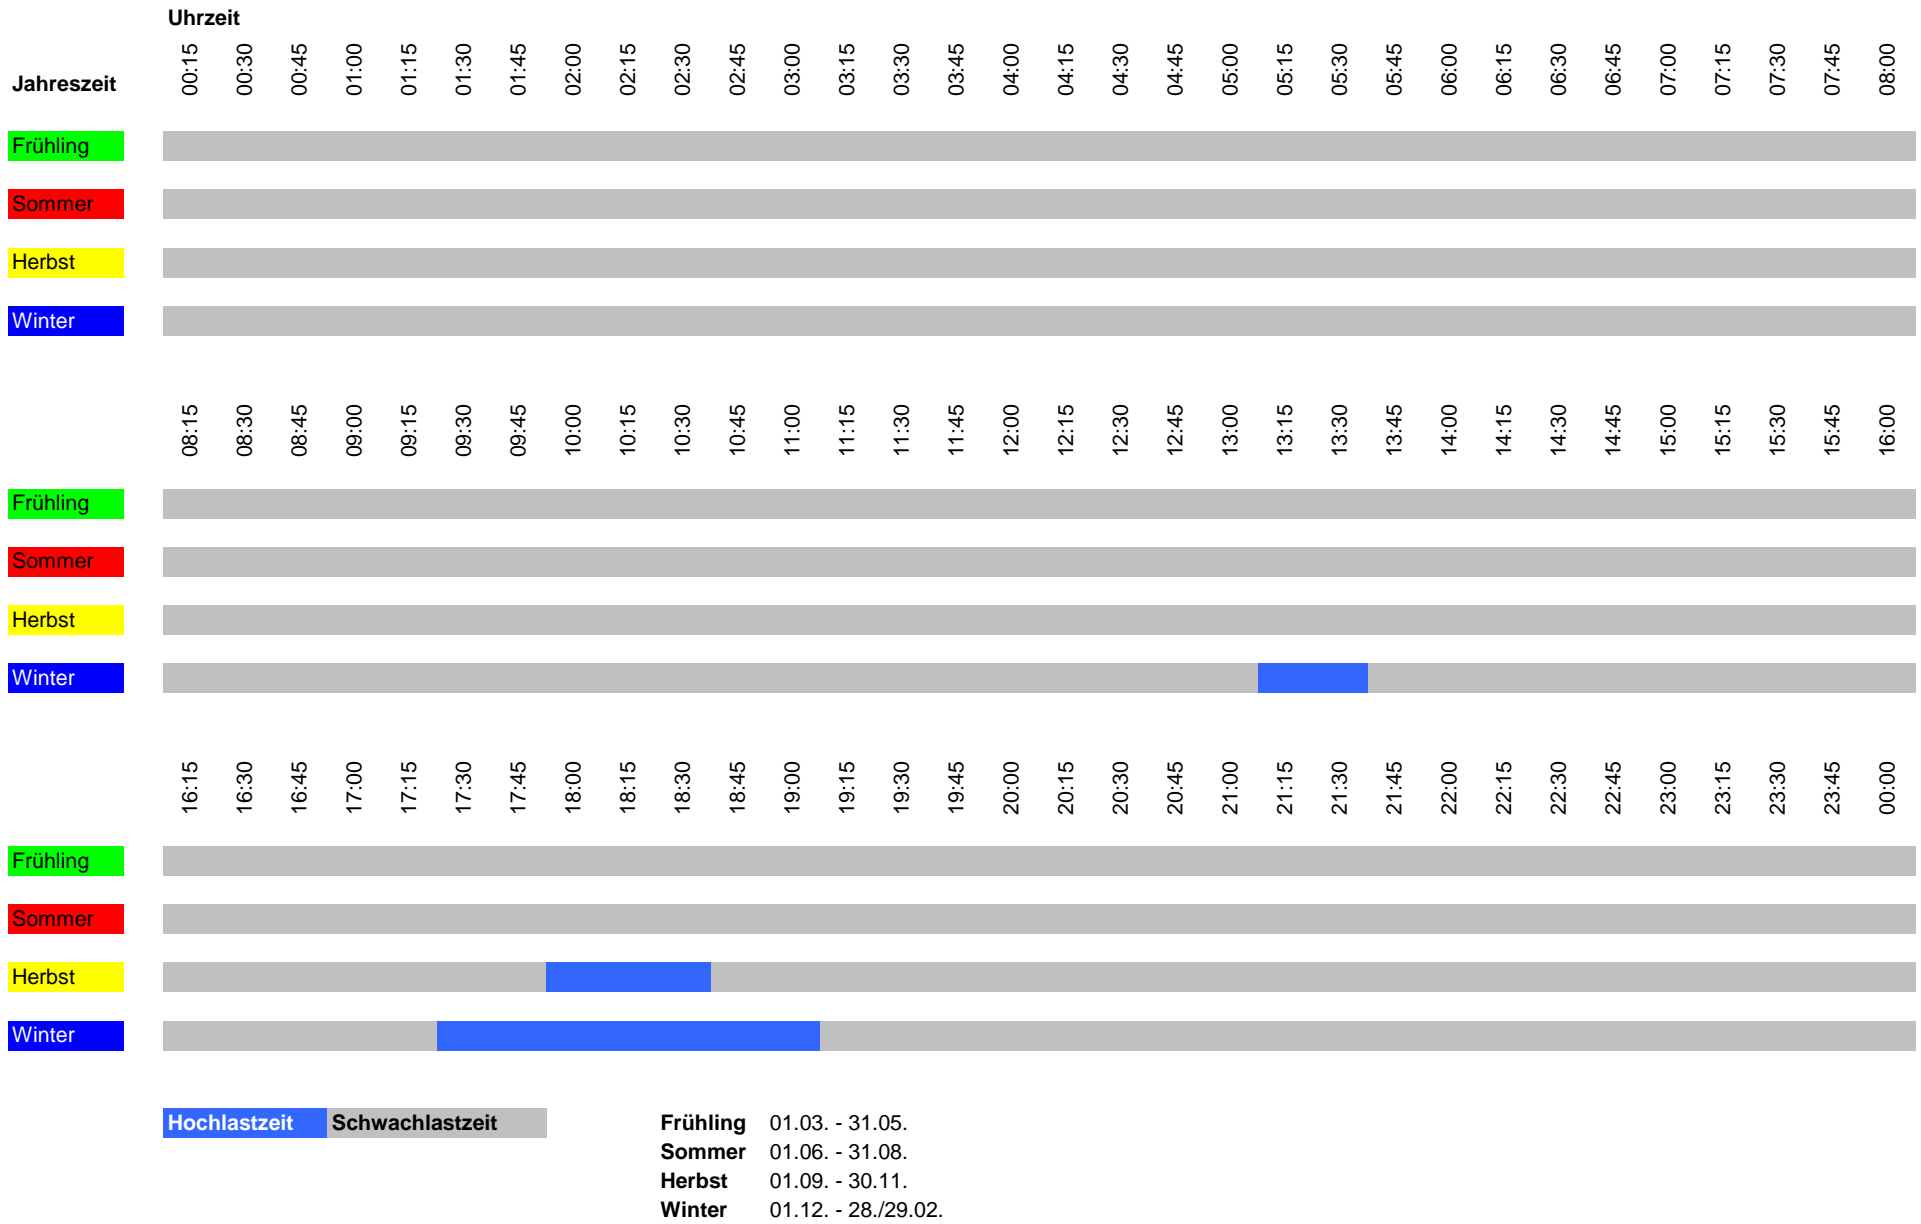 Uhrzeit
Jahreszeit 00:15 00:30 00:45 01:00 01:15 01:30 01:45 02:00 02:15 02:30 02:45 03:00 03:15 03:30 03:45 04:00 04:15 04:30 04:45 05:00 05:15 05:30 05:45 06:00 06:15 06:30 06:45 07:00 07:15 07:30 07:45 08:00
Frühling
Sommer
Herbst
Winter
08:15 08:30 08:45 09:00 09:15 09:30 09:45 10:00 10:15 10:30 10:45 11:00 11:15 11:30 11:45 12:00 12:15 12:30 12:45 13:00 13:15 13:30 13:45 14:00 14:15 14:30 14:45 15:00 15:15 15:30 15:45 16:00
Frühling
Sommer
Herbst
Winter
16:15 16:30 16:45 17:00 17:15 17:30 17:45 18:00 18:15 18:30 18:45 19:00 19:15 19:30 19:45 20:00 20:15 20:30 20:45 21:00 21:15 21:30 21:45 22:00 22:15 22:30 22:45 23:00 23:15 23:30 23:45 00:00
Frühling
Sommer
Herbst
Winter
Hochlastzeit Schwachlastzeit Frühling 01.03. - 31.05.
Sommer 01.06. - 31.08.
Herbst 01.09. - 30.11.
Winter 01.12. - 28./29.02.